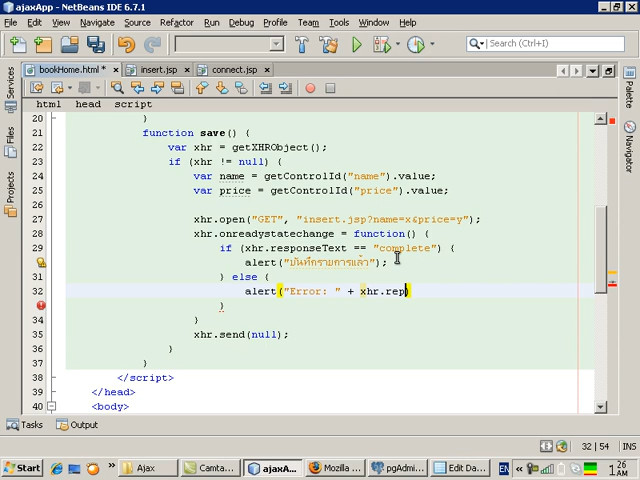 ajaxApp - NetBeans IDE 6.7.1
File Edit View Navigate Source Refactor Run Debug Profile Team Tools Window Help
Search (Ctrl+I)
bookHome.html * insert.jsp connect.jsp
html head script
Services
Files
Projects
Palette
20 }
21 function save() {
22 var xhr = getXHRObject();
23 if (xhr != null) {
24 var name = getControlId("name").value;
25 var price = getControlId("price").value;
26
27 xhr.open("GET", "insert.jsp?name=x&price=y");
28 xhr.onreadystatechange = function() {
29 if (xhr.responseText == "complete") {
alert("บันทึกรายการแล้ว");
31 } else {
32 alert("Error: " + xhr.rep)
}
34 }
35 xhr.send(null);
36 }
37 }
38 </script>
39 </head>
40 <body>
Tasks Output
32 | 54 INS
Start Ajax Camta... ajaxA... Mozilla ... pgAdmi... Edit Da... EN 1:26 AM